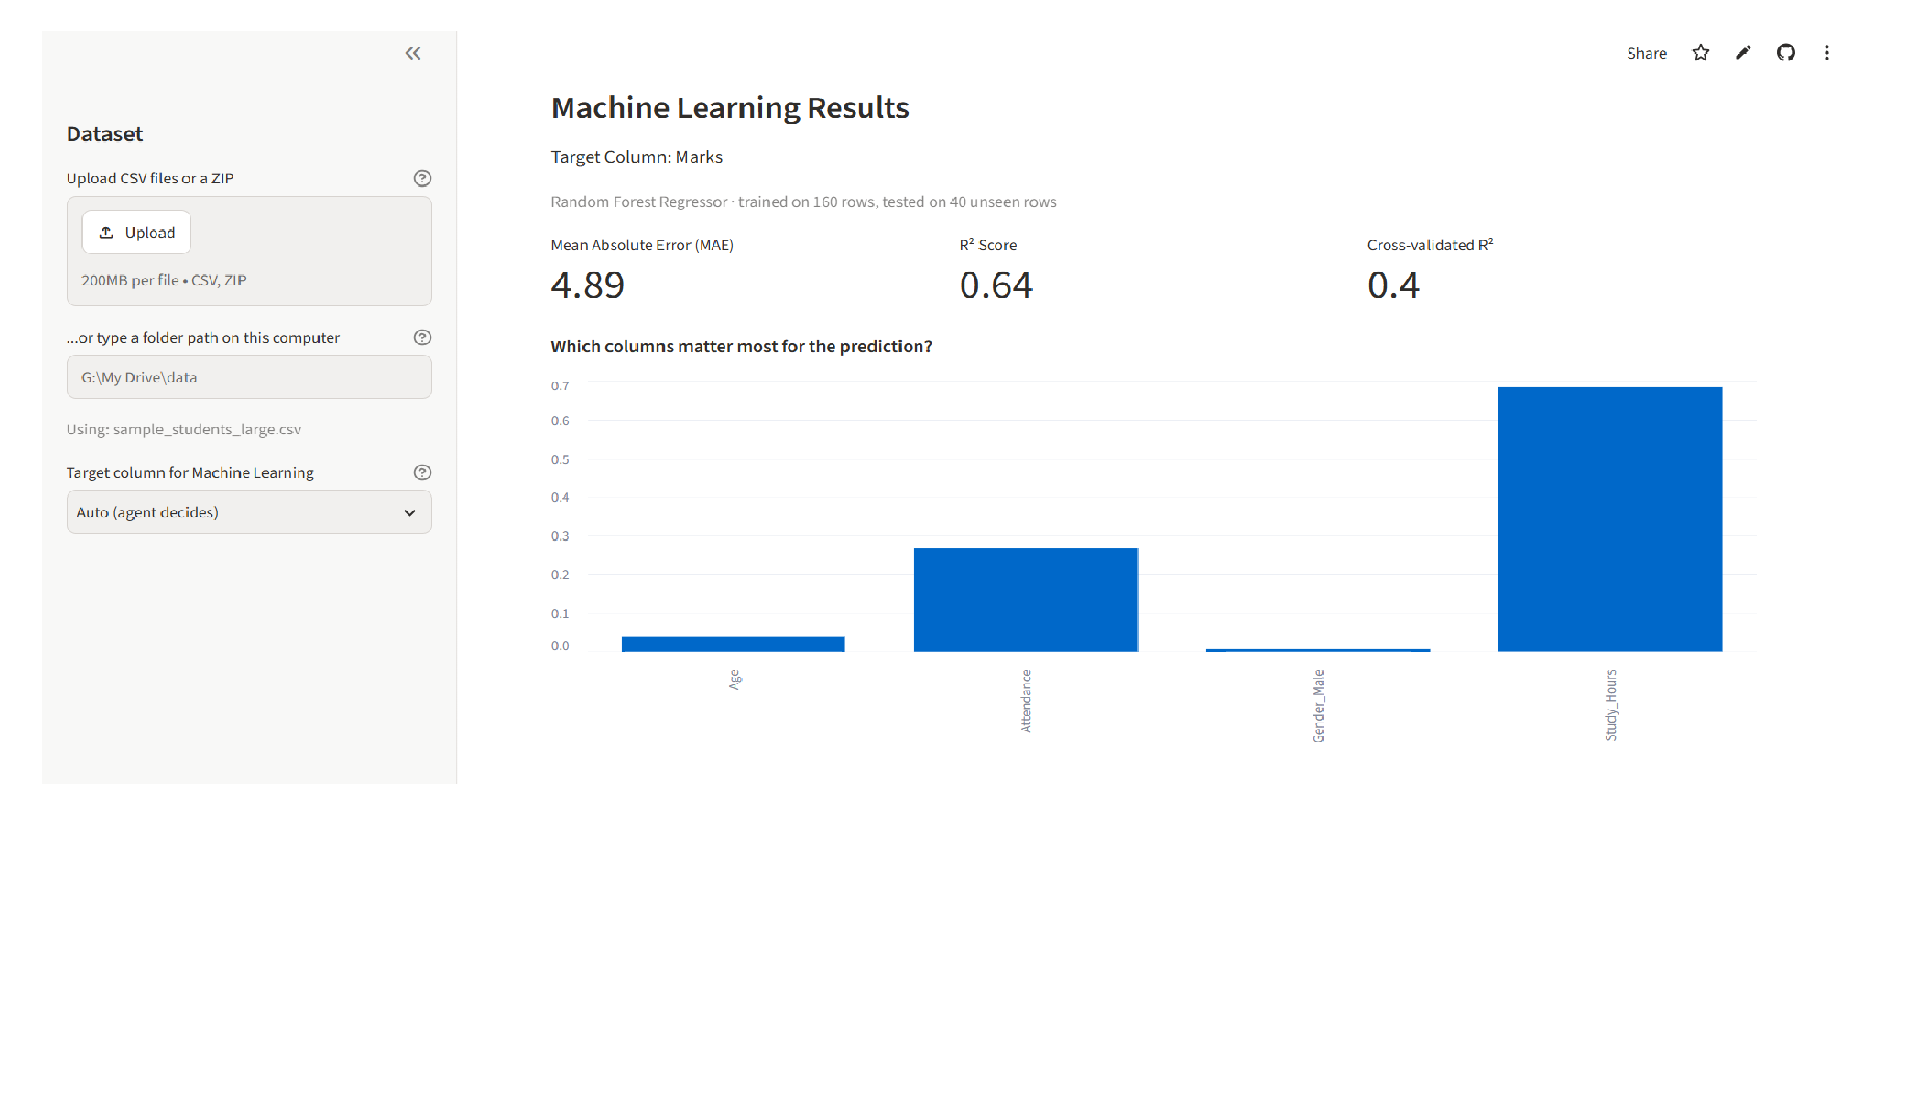 Share
Dataset
Upload CSV files or a ZIP
Upload
200MB per file • CSV, ZIP
...or type a folder path on this computer
G:\My Drive\data
Using: sample_students_large.csv
Target column for Machine Learning
Auto (agent decides)
Machine Learning Results
Target Column: Marks
Random Forest Regressor · trained on 160 rows, tested on 40 unseen rows
Mean Absolute Error (MAE)
4.89
R² Score
0.64
Cross-validated R²
0.4
Which columns matter most for the prediction?
0.7
0.6
0.5
0.4
0.3
0.2
0.1
0.0
Age
Attendance
Gender_Male
Study_Hours